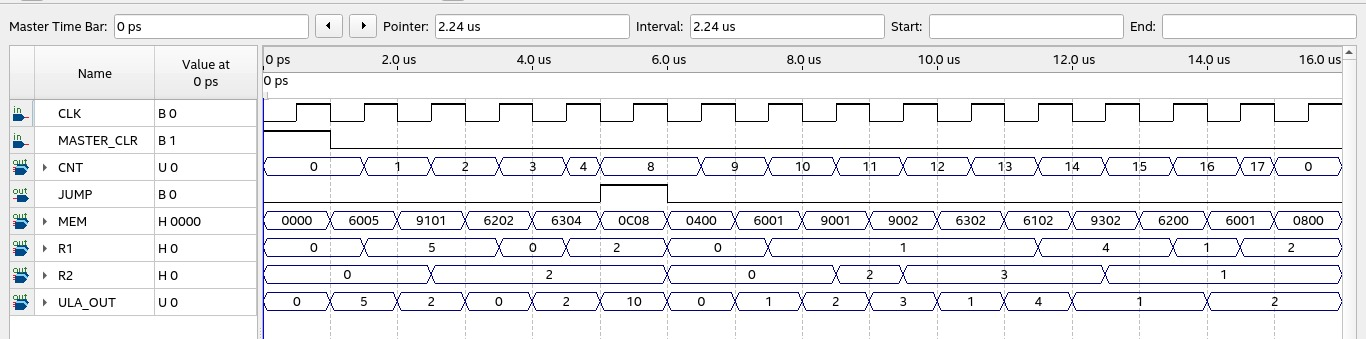 Master Time Bar: 0 ps Pointer: 2.24 us Interval: 2.24 us Start: End:
Name Value at 0 ps
0 ps 2.0 us 4.0 us 6.0 us 8.0 us 10.0 us 12.0 us 14.0 us 16.0 us
0 ps
in CLK B 0
in MASTER_CLR B 1
out CNT U 0 0 1 2 3 4 8 9 10 11 12 13 14 15 16 17 0
out JUMP B 0
out MEM H 0000 0000 6005 9101 6202 6304 0C08 0400 6001 9001 9002 6302 6102 9302 6200 6001 0800
out R1 H 0 0 5 0 2 0 1 4 1 2
out R2 H 0 0 2 0 2 3 1
out ULA_OUT U 0 0 5 2 0 2 10 0 1 2 3 1 4 1 2